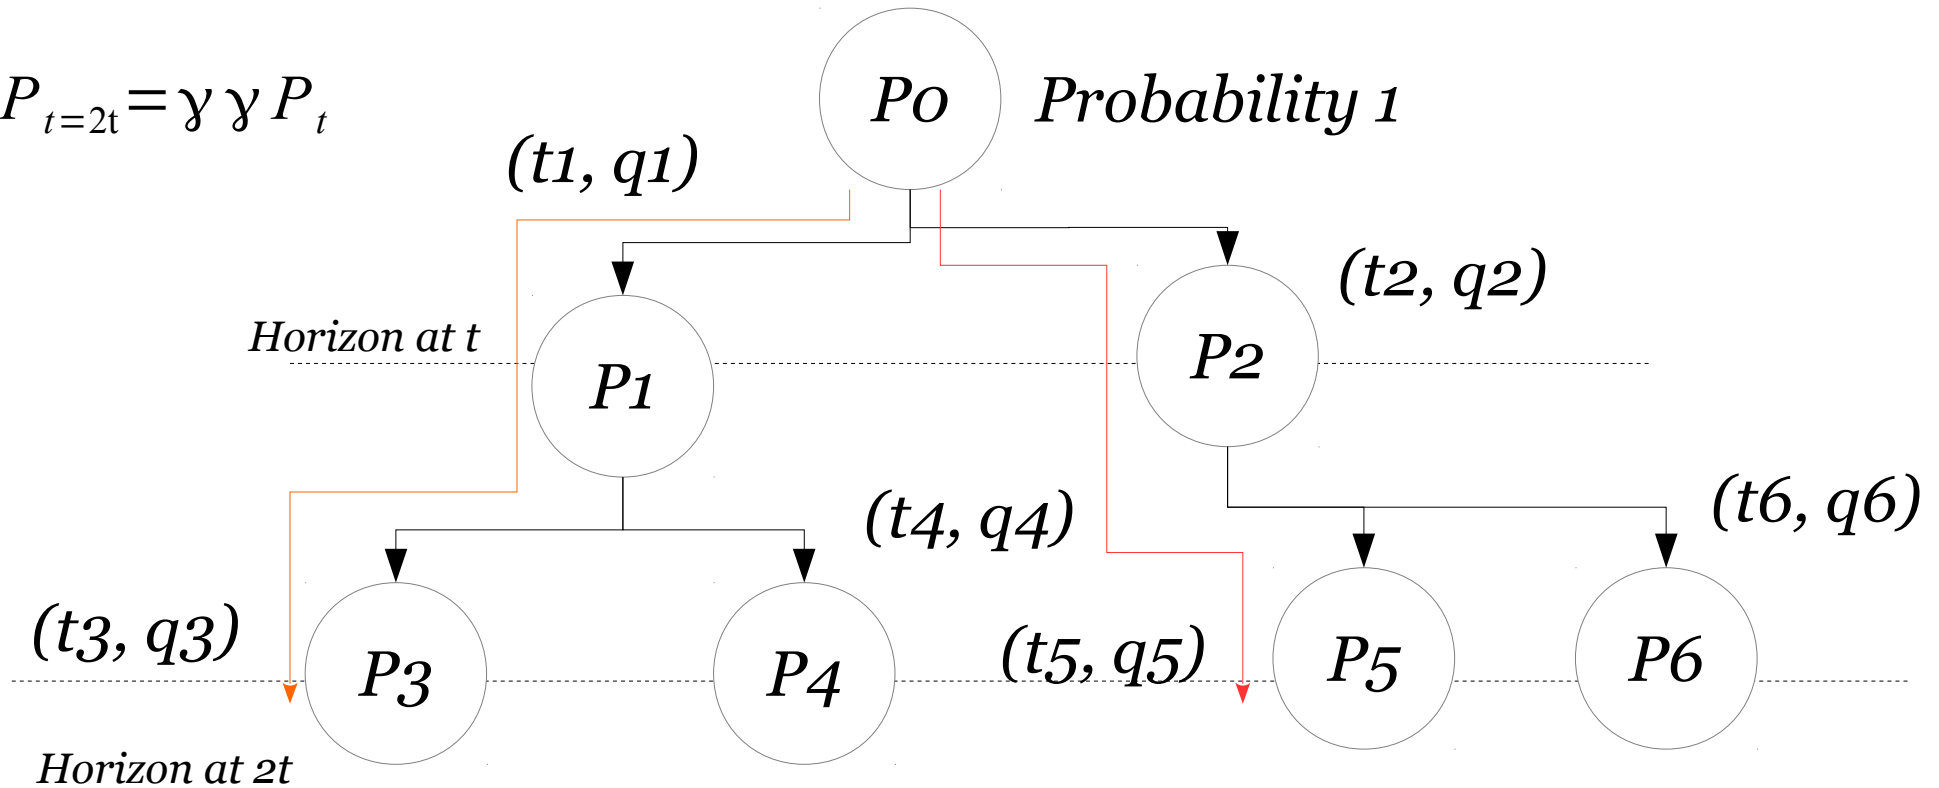 P0 Probability 1
P t=2t = γ γ P t
(t1, q1)
(t2, q2)
Horizon at t
P1
P2
(t4, q4)
(t6, q6)
(t3, q3)
(t5, q5)
P3
P4
P5
P6
Horizon at 2t